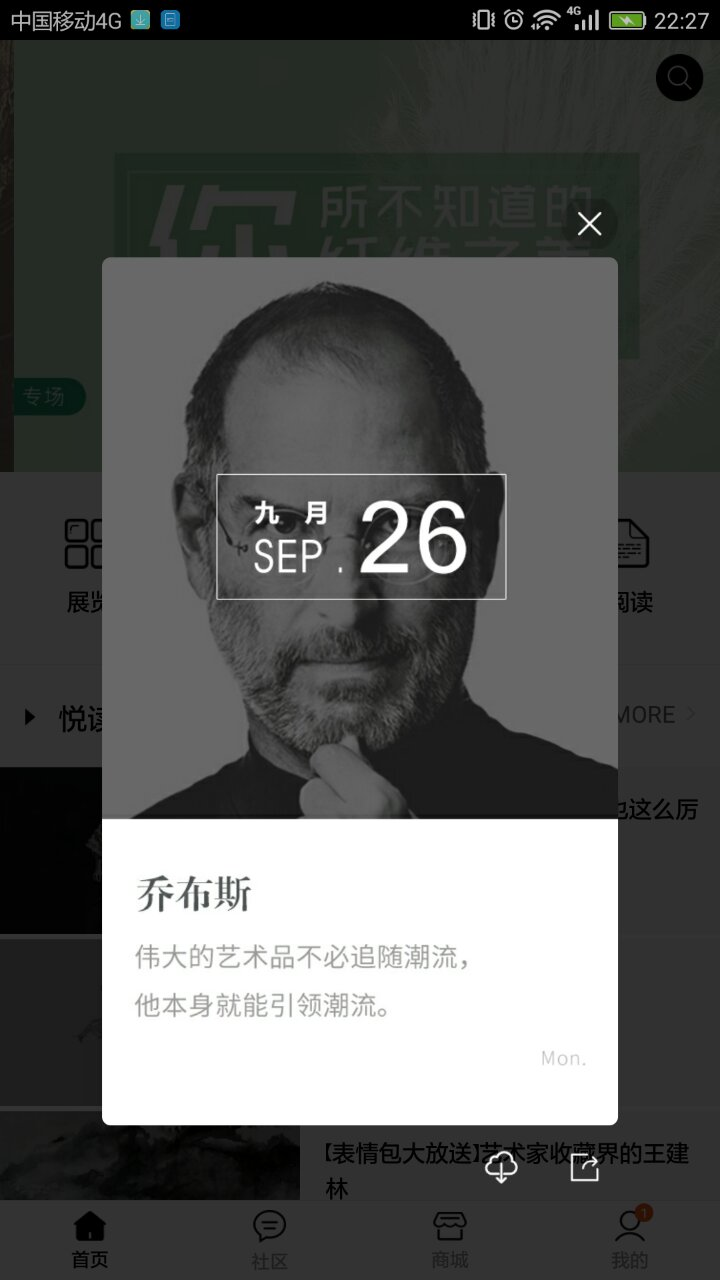 中国移动4G
4G
22:27
你
所不知道的
纤维之美
专场
九 月
SEP . 26
展览
阅读
悦读
MORE
也这么厉
乔布斯
伟大的艺术品不必追随潮流，
他本身就能引领潮流。
Mon.
【表情包大放送】艺术家收藏界的王建
林
首页
社区
商城
我的
1